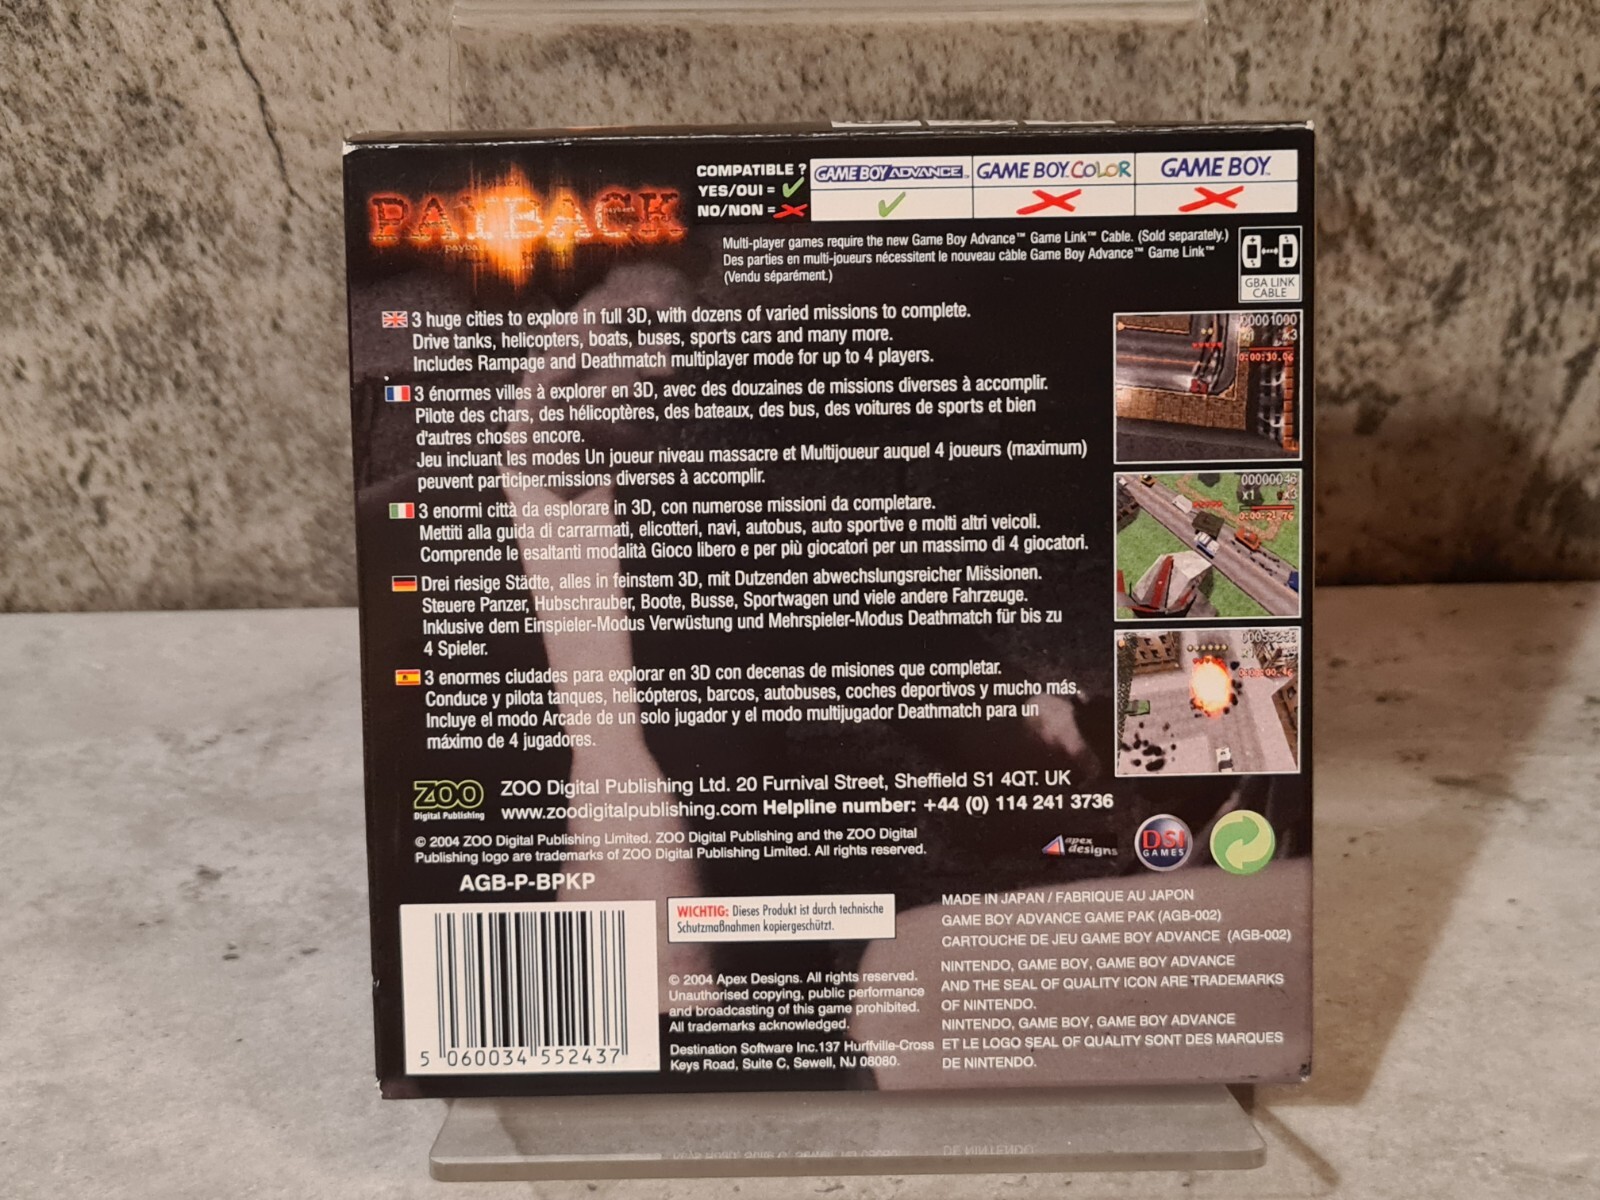 PAYBACK
COMPATIBLE ?
YES/OUI =
NO/NON =
GAME BOY ADVANCE™
GAME BOY COLOR
GAME BOY™
Multi-player games require the new Game Boy Advance™ Game Link™ Cable. (Sold separately.)
Des parties en multi-joueurs nécessitent le nouveau câble Game Boy Advance™ Game Link™
(Vendu séparément.)
GBA LINK
CABLE
3 huge cities to explore in full 3D, with dozens of varied missions to complete.
Drive tanks, helicopters, boats, buses, sports cars and many more.
Includes Rampage and Deathmatch multiplayer mode for up to 4 players.
3 énormes villes à explorer en 3D, avec des douzaines de missions diverses à accomplir.
Pilote des chars, des hélicoptères, des bateaux, des bus, des voitures de sports et bien
d'autres choses encore.
Jeu incluant les modes Un joueur niveau massacre et Multijoueur auquel 4 joueurs (maximum)
peuvent participer.missions diverses à accomplir.
3 enormi città da esplorare in 3D, con numerose missioni da completare.
Mettiti alla guida di carrarmati, elicotteri, navi, autobus, auto sportive e molti altri veicoli.
Comprende le esaltanti modalità Gioco libero e per più giocatori per un massimo di 4 giocatori.
Drei riesige Städte, alles in feinstem 3D, mit Dutzenden abwechslungsreicher Missionen.
Steuere Panzer, Hubschrauber, Boote, Busse, Sportwagen und viele andere Fahrzeuge.
Inklusive dem Einspieler-Modus Verwüstung und Mehrspieler-Modus Deathmatch für bis zu
4 Spieler.
3 enormes ciudades para explorar en 3D con decenas de misiones que completar.
Conduce y pilota tanques, helicópteros, barcos, autobuses, coches deportivos y mucho más.
Incluye el modo Arcade de un solo jugador y el modo multijugador Deathmatch para un
máximo de 4 jugadores.
00001000
x1 x3
0:00:30.06
00000046
x1 x3
ZOO
Digital Publishing
ZOO Digital Publishing Ltd. 20 Furnival Street, Sheffield S1 4QT. UK
www.zoodigitalpublishing.com Helpline number: +44 (0) 114 241 3736
© 2004 ZOO Digital Publishing Limited. ZOO Digital Publishing and the ZOO Digital
Publishing logo are trademarks of ZOO Digital Publishing Limited. All rights reserved.
apex
designs
DSI
GAMES
AGB-P-BPKP
5 060034 552437
WICHTIG: Dieses Produkt ist durch technische
Schutzmaßnahmen kopiergeschützt.
© 2004 Apex Designs. All rights reserved.
Unauthorised copying, public performance
and broadcasting of this game prohibited.
All trademarks acknowledged.
Destination Software Inc.137 Hurffville-Cross
Keys Road, Suite C, Sewell, NJ 08080.
MADE IN JAPAN / FABRIQUE AU JAPON
GAME BOY ADVANCE GAME PAK (AGB-002)
CARTOUCHE DE JEU GAME BOY ADVANCE (AGB-002)
NINTENDO, GAME BOY, GAME BOY ADVANCE
AND THE SEAL OF QUALITY ICON ARE TRADEMARKS
OF NINTENDO.
NINTENDO, GAME BOY, GAME BOY ADVANCE
ET LE LOGO SEAL OF QUALITY SONT DES MARQUES
DE NINTENDO.